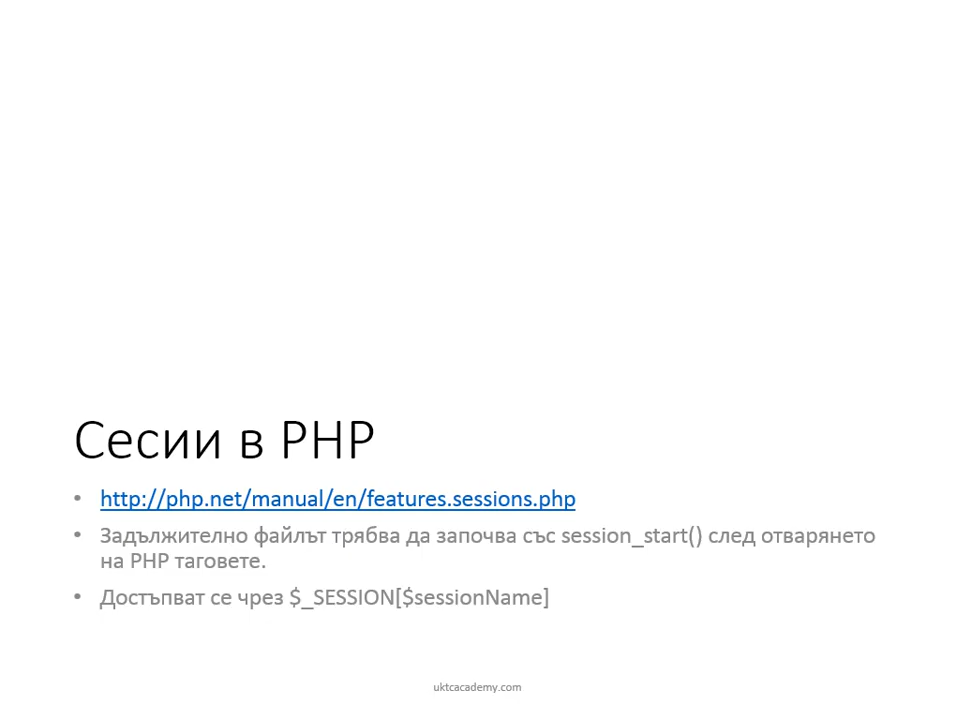 Сесии в PHP
• http://php.net/manual/en/features.sessions.php
• Задължително файлът трябва да започва със session_start() след отварянето
на PHP таговете.
• Достъпват се чрез $_SESSION[$sessionName]
uktcacademy.com